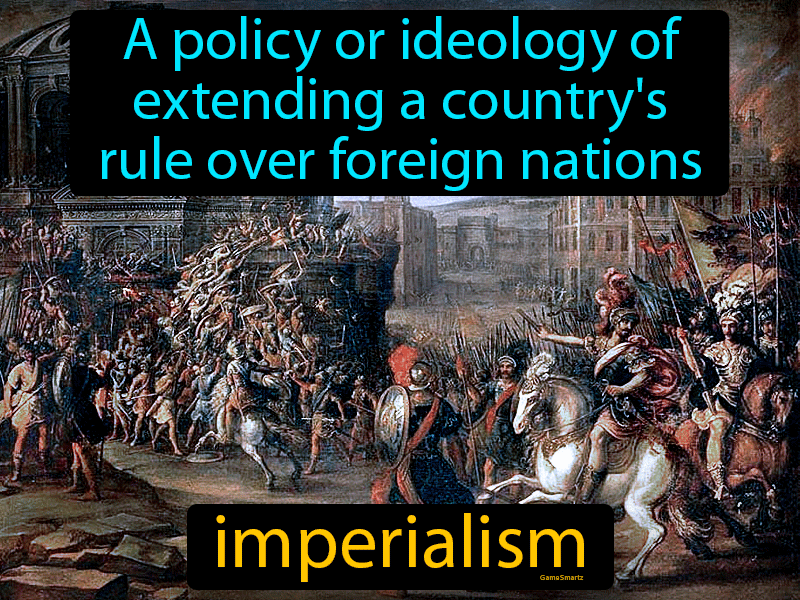 A policy or ideology of
extending a country's
rule over foreign nations
imperialism
GameSmartz